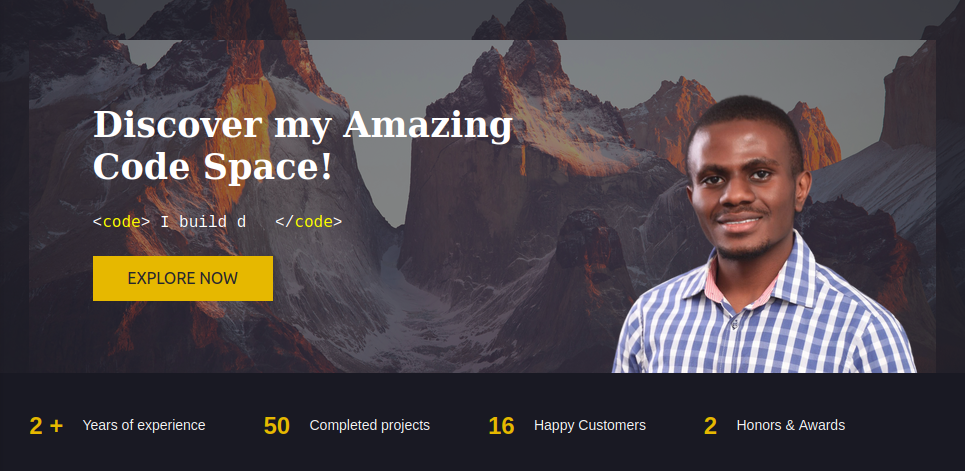 Discover my Amazing
Code Space!
<code> I build d </code>
EXPLORE NOW
2 + Years of experience 50 Completed projects 16 Happy Customers 2 Honors & Awards